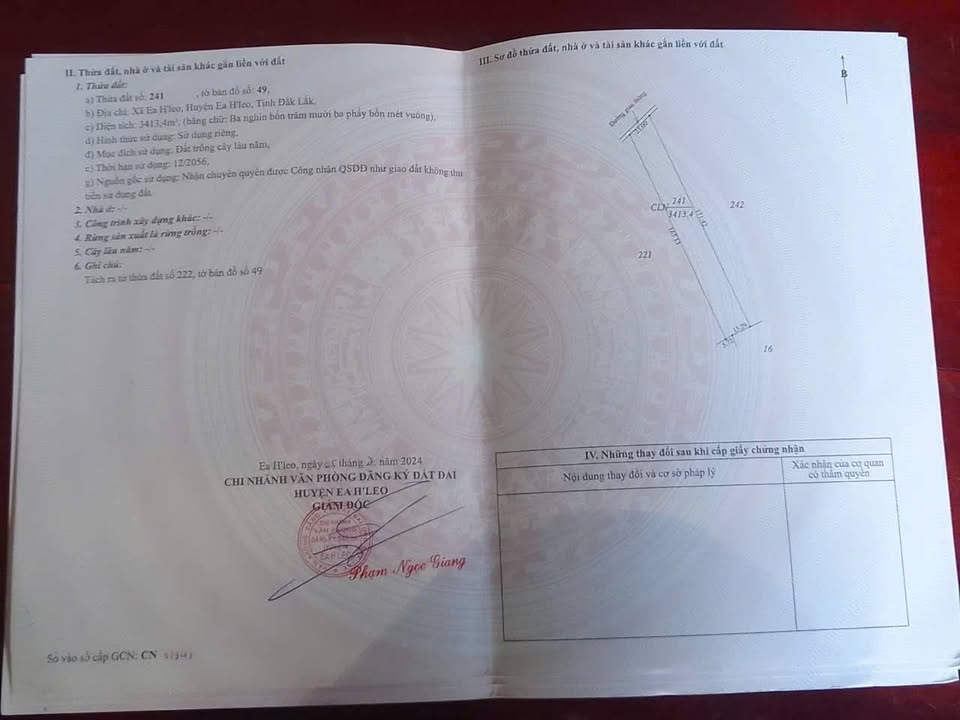 II. Thửa đất, nhà ở và tài sản khác gắn liền với đất
1. Thửa đất:
a) Thửa đất số: 241 , tờ bản đồ số: 49,
b) Địa chỉ: Xã Ea H'leo, Huyện Ea H'leo, Tỉnh Đắk Lắk,
c) Diện tích: 3413,4m², (bằng chữ: Ba nghìn bốn trăm mười ba phẩy bốn mét vuông),
d) Hình thức sử dụng: Sử dụng riêng,
đ) Mục đích sử dụng: Đất trồng cây lâu năm,
e) Thời hạn sử dụng: 12/2056,
g) Nguồn gốc sử dụng: Nhận chuyển quyền được Công nhận QSDĐ như giao đất không thu
tiền sử dụng đất.
2. Nhà ở: -/-
3. Công trình xây dựng khác: -/-
4. Rừng sản xuất là rừng trồng: -/-
5. Cây lâu năm: -/-
6. Ghi chú:
Tách ra từ thửa đất số 222, tờ bản đồ số 49
Ea H'leo, ngày tháng 2 năm 2024
CHI NHÁNH VĂN PHÒNG ĐĂNG KÝ ĐẤT ĐAI
HUYỆN EA H'LEO
GIÁM ĐỐC
Phạm Ngọc Giang
Số vào sổ cấp GCN: CN
III. Sơ đồ thửa đất, nhà ở và tài sản khác gắn liền với đất
B
Đường giao thông
CLN 241
3413.4
242
221
15.29
16
IV. Những thay đổi sau khi cấp giấy chứng nhận
Nội dung thay đổi và cơ sở pháp lý
Xác nhận của cơ quan
có thẩm quyền